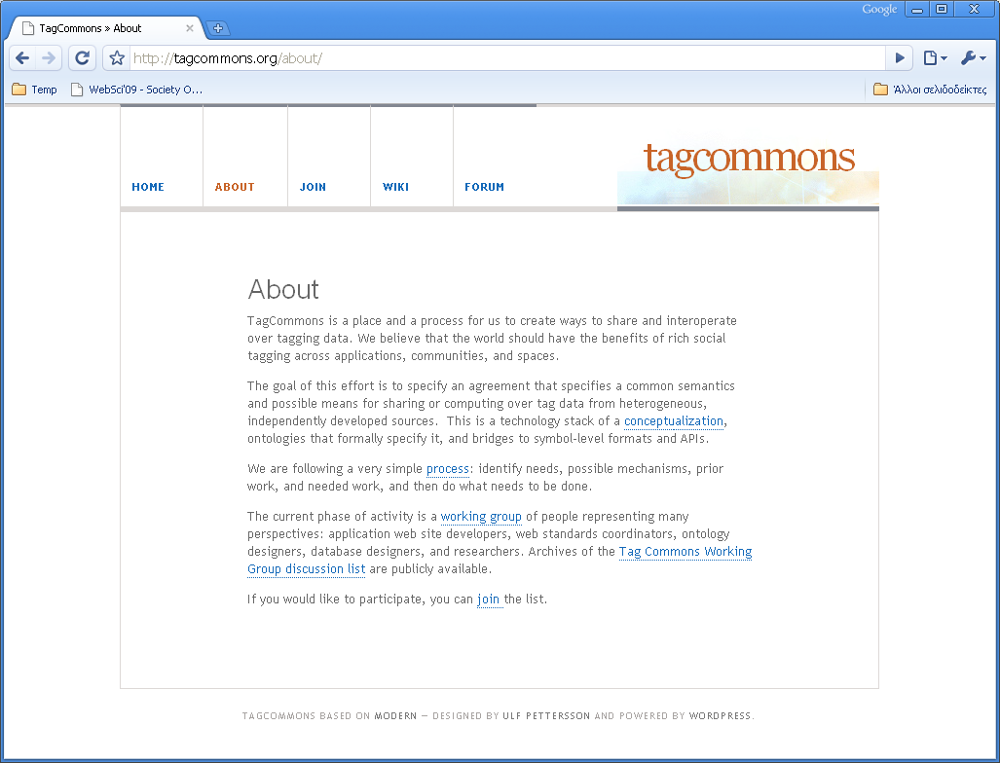 Google
TagCommons » About
http://tagcommons.org/about/
Temp WebSci'09 - Society O... Άλλοι σελιδοδείκτες
tagcommons
HOME ABOUT JOIN WIKI FORUM
About
TagCommons is a place and a process for us to create ways to share and interoperate
over tagging data. We believe that the world should have the benefits of rich social
tagging across applications, communities, and spaces.
The goal of this effort is to specify an agreement that specifies a common semantics
and possible means for sharing or computing over tag data from heterogeneous,
independently developed sources.  This is a technology stack of a conceptualization,
ontologies that formally specify it, and bridges to symbol-level formats and APIs.
We are following a very simple process: identify needs, possible mechanisms, prior
work, and needed work, and then do what needs to be done.
The current phase of activity is a working group of people representing many
perspectives: application web site developers, web standards coordinators, ontology
designers, database designers, and researchers. Archives of the Tag Commons Working
Group discussion list are publicly available.
If you would like to participate, you can join the list.
TAGCOMMONS BASED ON MODERN — DESIGNED BY ULF PETTERSSON AND POWERED BY WORDPRESS.